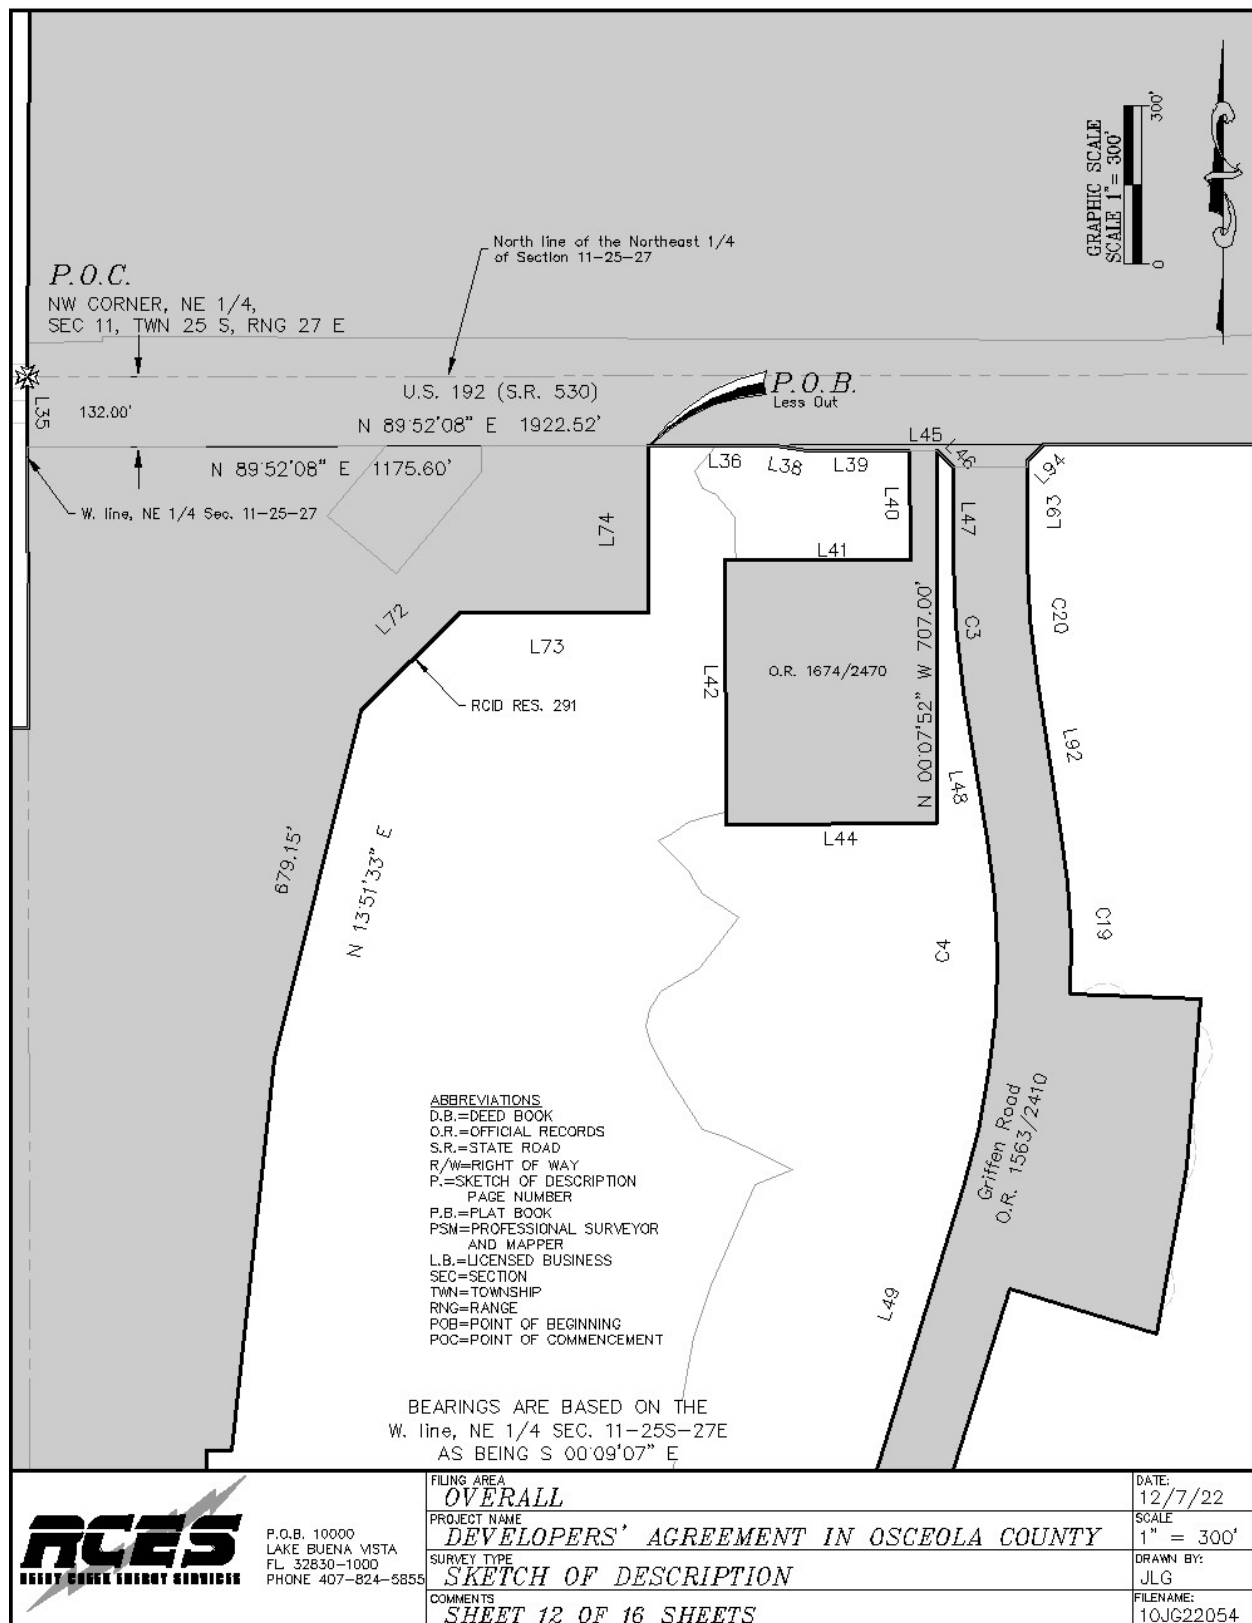 GRAPHIC SCALE
SCALE 1"= 300'
0
300'
North line of the Northeast 1/4
of Section 11-25-27
P.O.C.
NW CORNER, NE 1/4,
SEC 11, TWN 25 S, RNG 27 E
U.S. 192 (S.R. 530)
P.O.B.
Less Out
L35
132.00'
N 89°52'08" E 1922.52'
N 89°52'08" E 1175.60'
W. line, NE 1/4 Sec. 11-25-27
L36
L38
L39
L45
L46
L94
L40
L47
L93
L74
L41
L72
L73
L42
O.R. 1674/2470
N 00°07'52" W 707.00'
C3
C20
RCID RES. 291
L48
L92
L44
679.15'
N 13°51'33" E
C4
C19
Griffen Road
O.R. 1563/2410
L49
ABBREVIATIONS
D.B.=DEED BOOK
O.R.=OFFICIAL RECORDS
S.R.=STATE ROAD
R/W=RIGHT OF WAY
P.=SKETCH OF DESCRIPTION
PAGE NUMBER
P.B.=PLAT BOOK
PSM=PROFESSIONAL SURVEYOR
AND MAPPER
L.B.=LICENSED BUSINESS
SEC=SECTION
TWN=TOWNSHIP
RNG=RANGE
POB=POINT OF BEGINNING
POC=POINT OF COMMENCEMENT
BEARINGS ARE BASED ON THE
W. line, NE 1/4 SEC. 11-25S-27E
AS BEING S 00°09'07" E
RCES
REEDY CREEK ENERGY SERVICES
P.O.B. 10000
LAKE BUENA VISTA
FL 32830-1000
PHONE 407-824-5855
FILING AREA
OVERALL
PROJECT NAME
DEVELOPERS' AGREEMENT IN OSCEOLA COUNTY
SURVEY TYPE
SKETCH OF DESCRIPTION
COMMENTS
SHEET 12 OF 16 SHEETS
DATE:
12/7/22
SCALE
1" = 300'
DRAWN BY:
JLG
FILENAME:
10JG22054